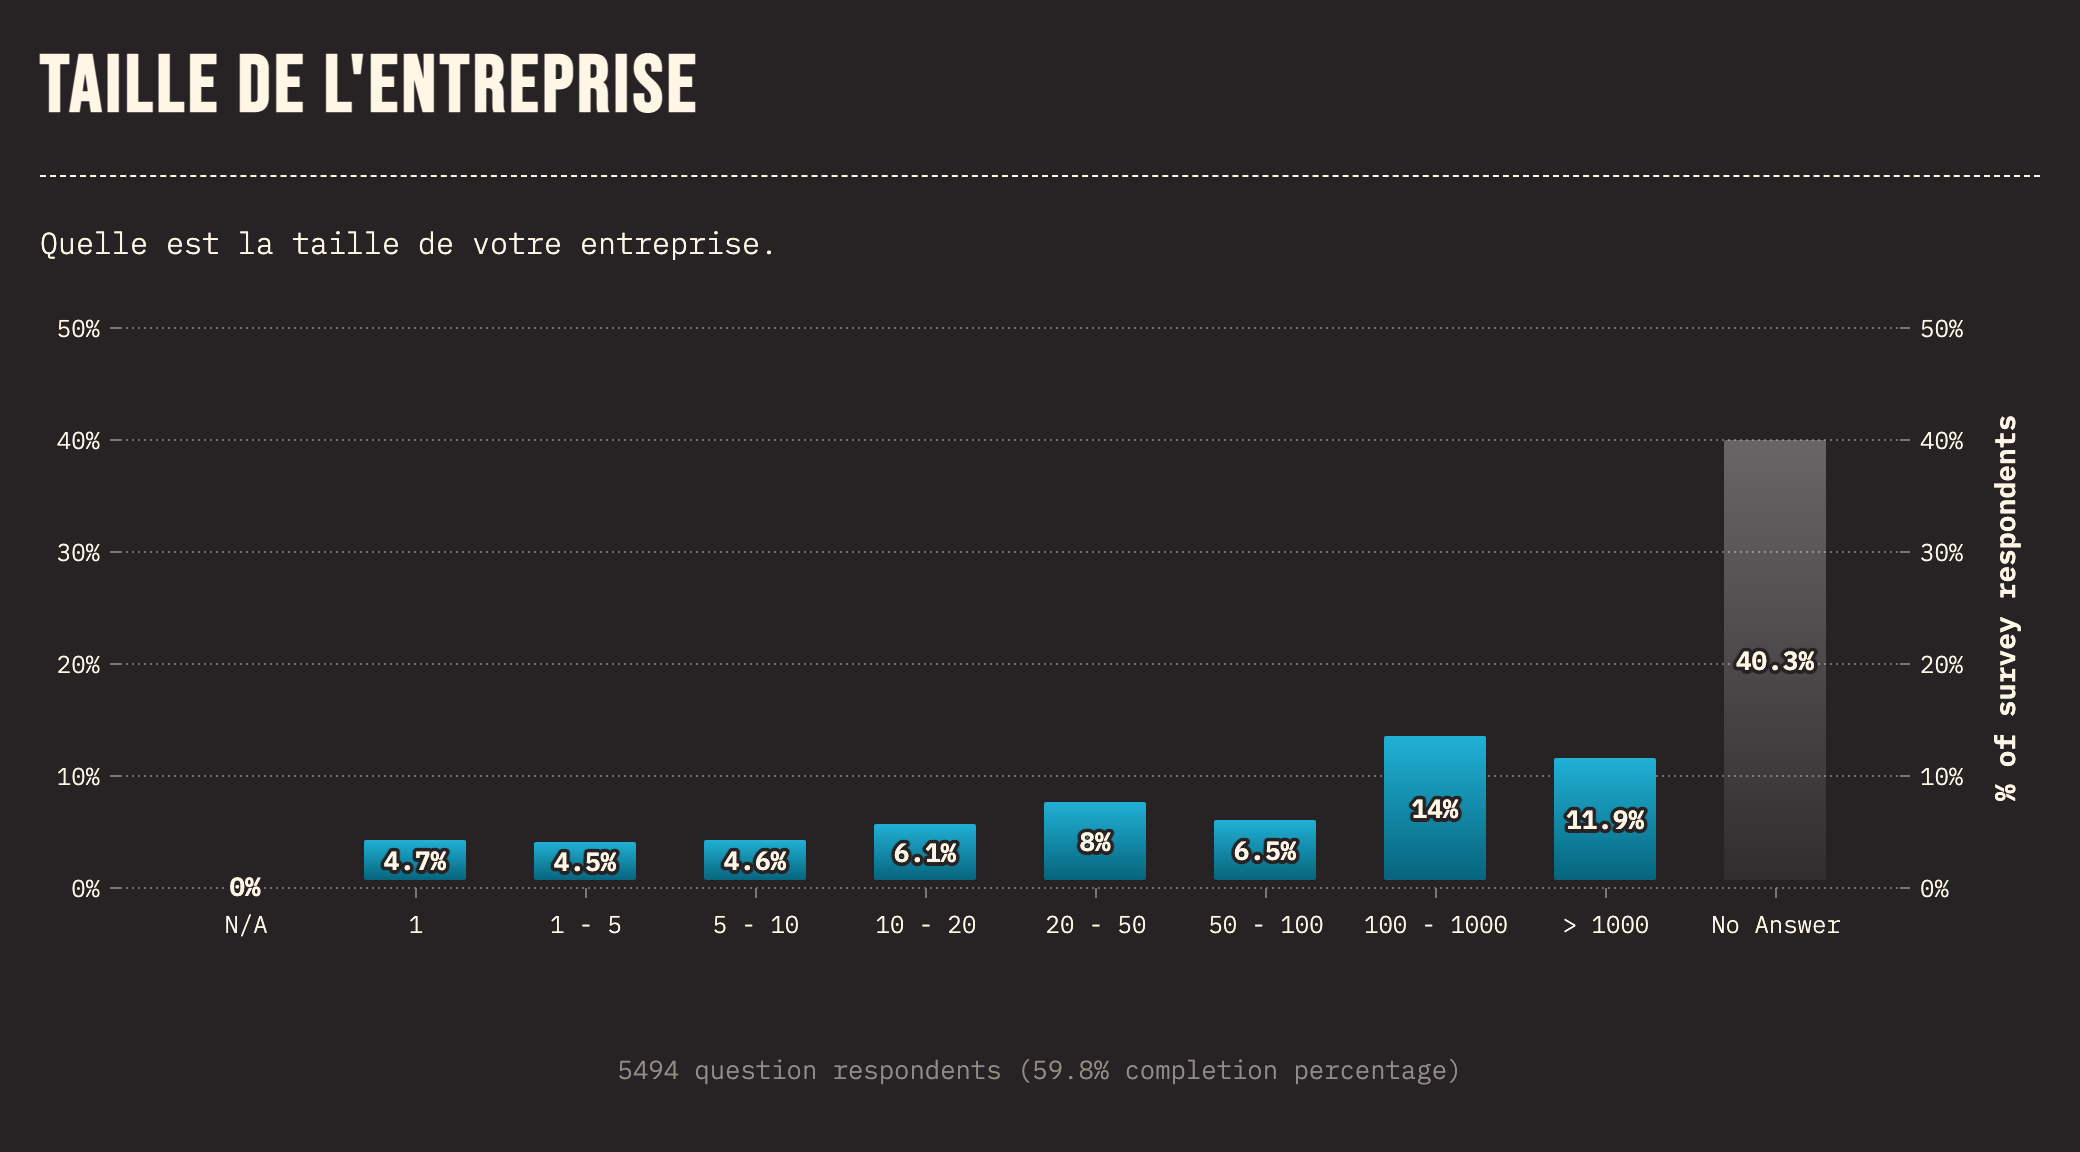 TAILLE DE L'ENTREPRISE
Quelle est la taille de votre entreprise.
50% 50%
40% 40%
30% 30%
20% 20%
10% 10%
0% 0%
% of survey respondents
0% 4.7% 4.5% 4.6% 6.1% 8% 6.5% 14% 11.9% 40.3%
N/A 1 1 - 5 5 - 10 10 - 20 20 - 50 50 - 100 100 - 1000 > 1000 No Answer
5494 question respondents (59.8% completion percentage)